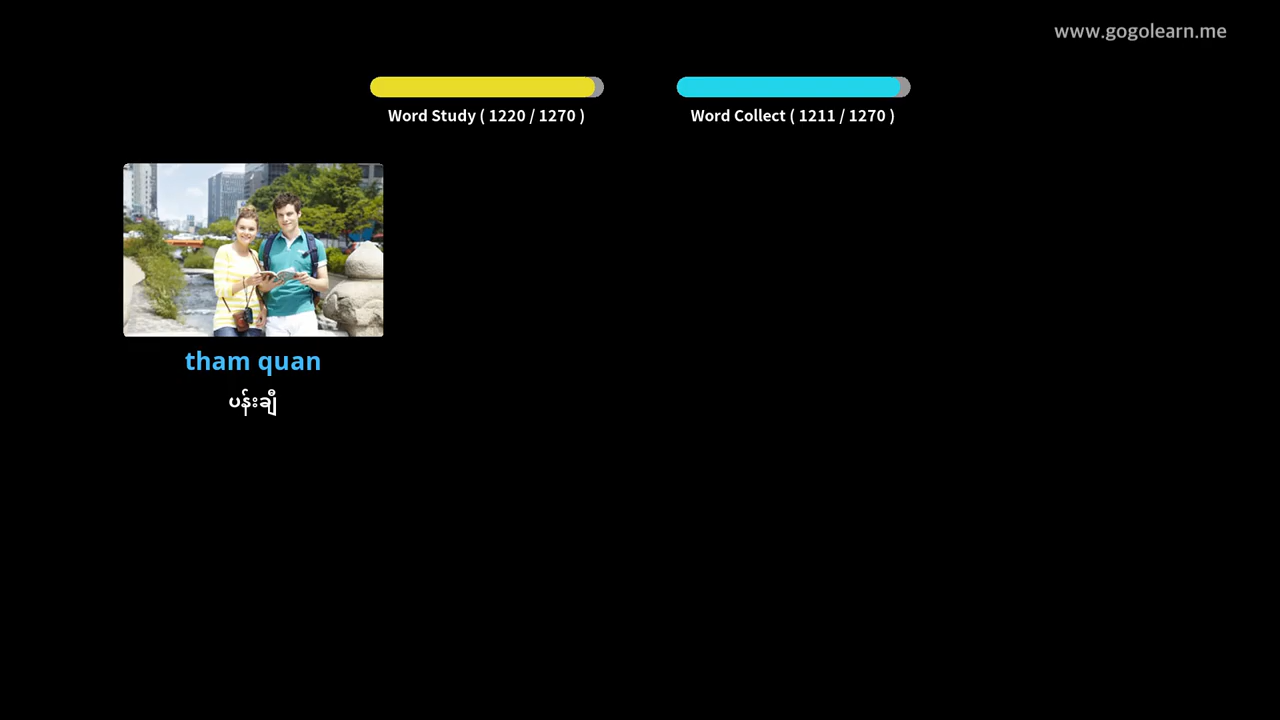 www.gogolearn.me
Word Study ( 1220 / 1270 )
Word Collect ( 1211 / 1270 )
tham quan
ပန်းချီ